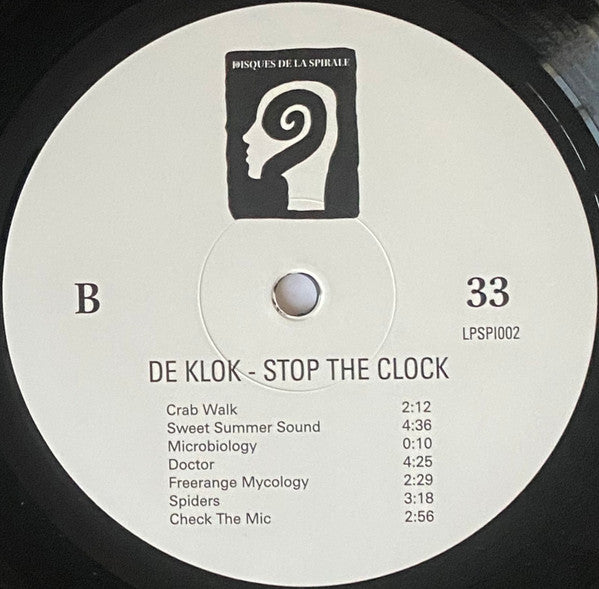 DISQUES DE LA SPIRALE
B
33
LPSPI002
DE KLOK - STOP THE CLOCK
Crab Walk 2:12
Sweet Summer Sound 4:36
Microbiology 0:10
Doctor 4:25
Freerange Mycology 2:29
Spiders 3:18
Check The Mic 2:56